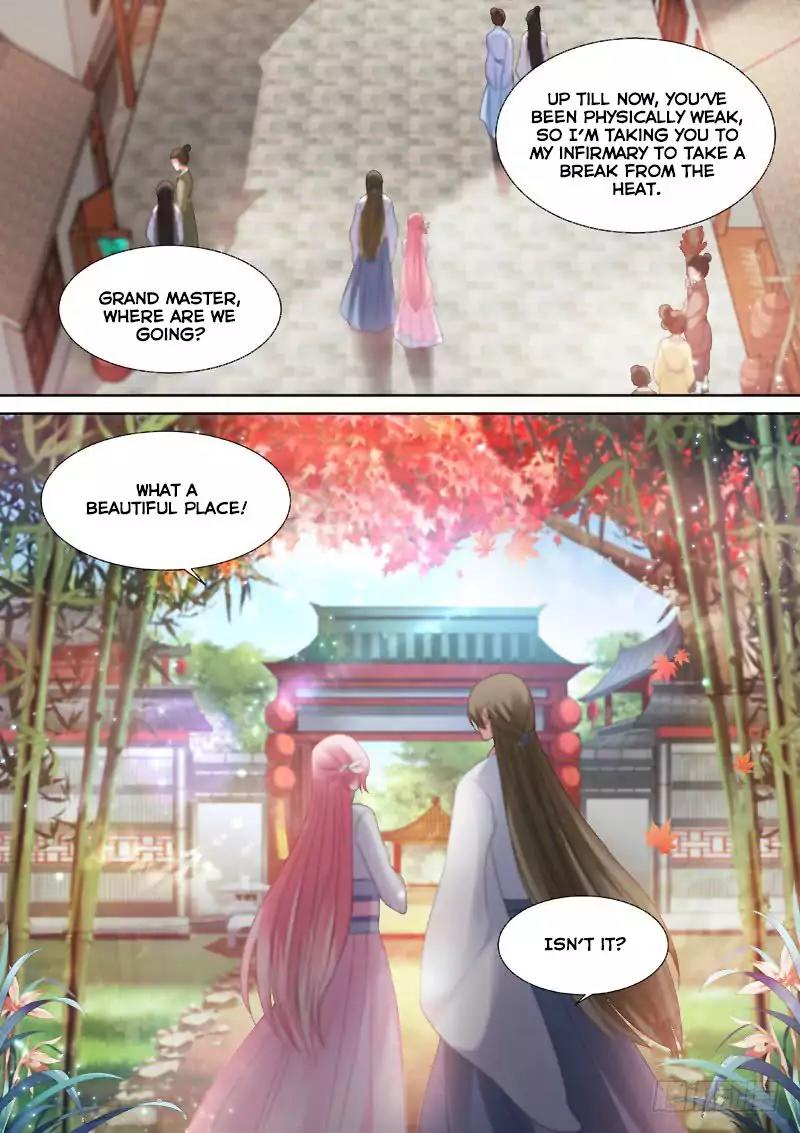 GRAND MASTER,
WHERE ARE WE
GOING?
UP TILL NOW, YOU'VE
BEEN PHYSICALLY WEAK,
SO I'M TAKING YOU TO
MY INFIRMARY TO TAKE A
BREAK FROM THE
HEAT.
WHAT A
BEAUTIFUL PLACE!
ISN'T IT?